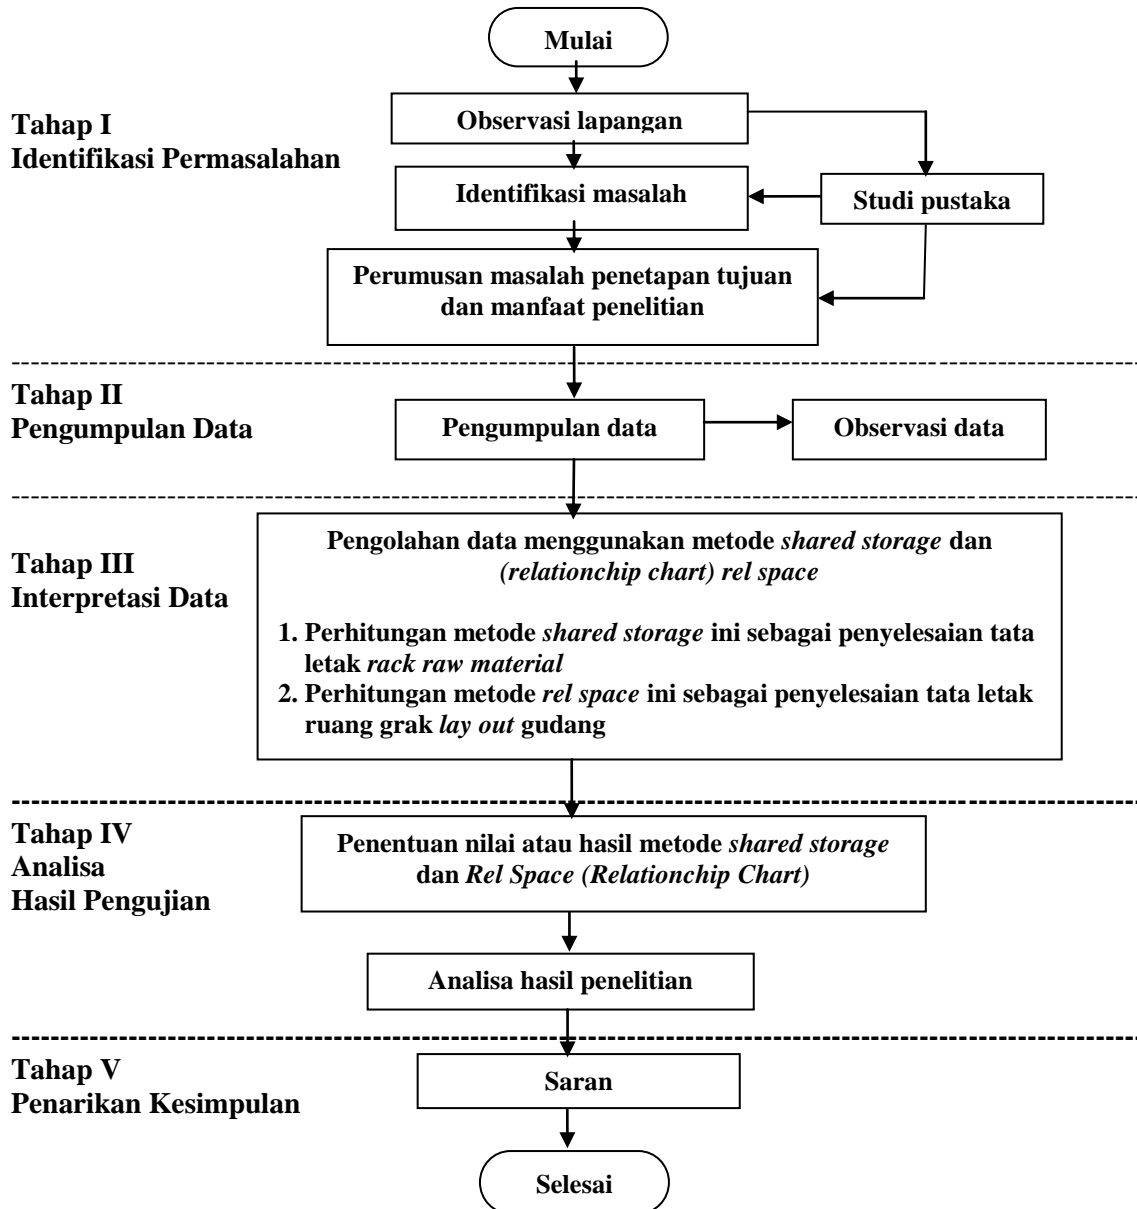 Mulai
Tahap I
Identifikasi Permasalahan
Observasi lapangan
Identifikasi masalah
Studi pustaka
Perumusan masalah penetapan tujuan
dan manfaat penelitian
Tahap II
Pengumpulan Data
Pengumpulan data
Observasi data
Tahap III
Interpretasi Data
Pengolahan data menggunakan metode shared storage dan
(relationchip chart) rel space
1. Perhitungan metode shared storage ini sebagai penyelesaian tata
letak rack raw material
2. Perhitungan metode rel space ini sebagai penyelesaian tata letak
ruang grak lay out gudang
Tahap IV
Analisa
Hasil Pengujian
Penentuan nilai atau hasil metode shared storage
dan Rel Space (Relationchip Chart)
Analisa hasil penelitian
Tahap V
Penarikan Kesimpulan
Saran
Selesai